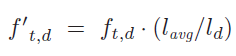 f'_{t,d} = f_{t,d} · (l_{avg}/l_d)